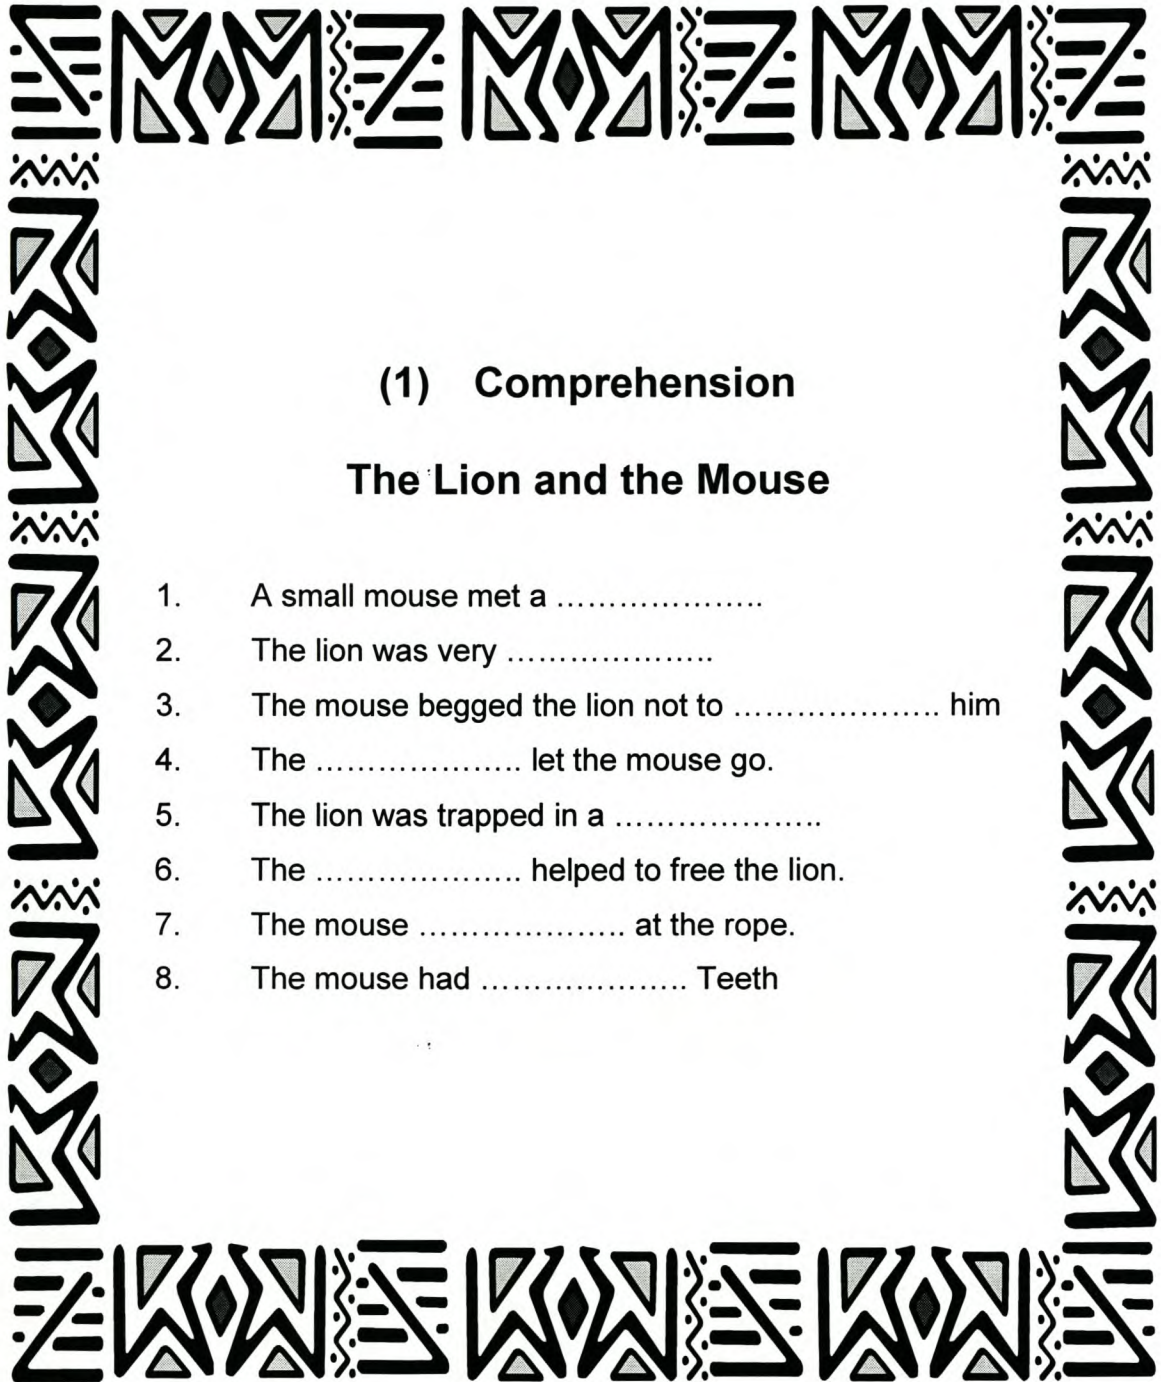 (1) Comprehension
The Lion and the Mouse
1. A small mouse met a ………………….
2. The lion was very ………………….
3. The mouse begged the lion not to …………………. him
4. The …………………. let the mouse go.
5. The lion was trapped in a ………………….
6. The …………………. helped to free the lion.
7. The mouse …………………. at the rope.
8. The mouse had …………………. Teeth